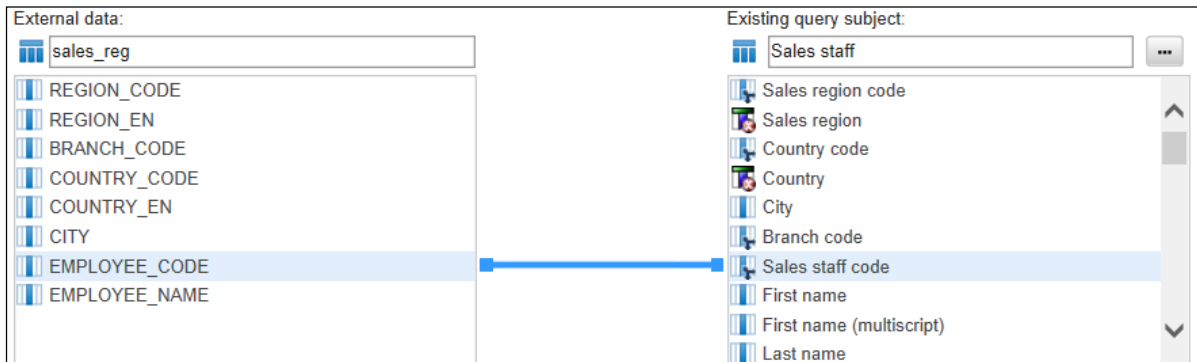 External data:
sales_reg
REGION_CODE
REGION_EN
BRANCH_CODE
COUNTRY_CODE
COUNTRY_EN
CITY
EMPLOYEE_CODE
EMPLOYEE_NAME
Existing query subject:
Sales staff
...
Sales region code
Sales region
Country code
Country
City
Branch code
Sales staff code
First name
First name (multiscript)
Last name